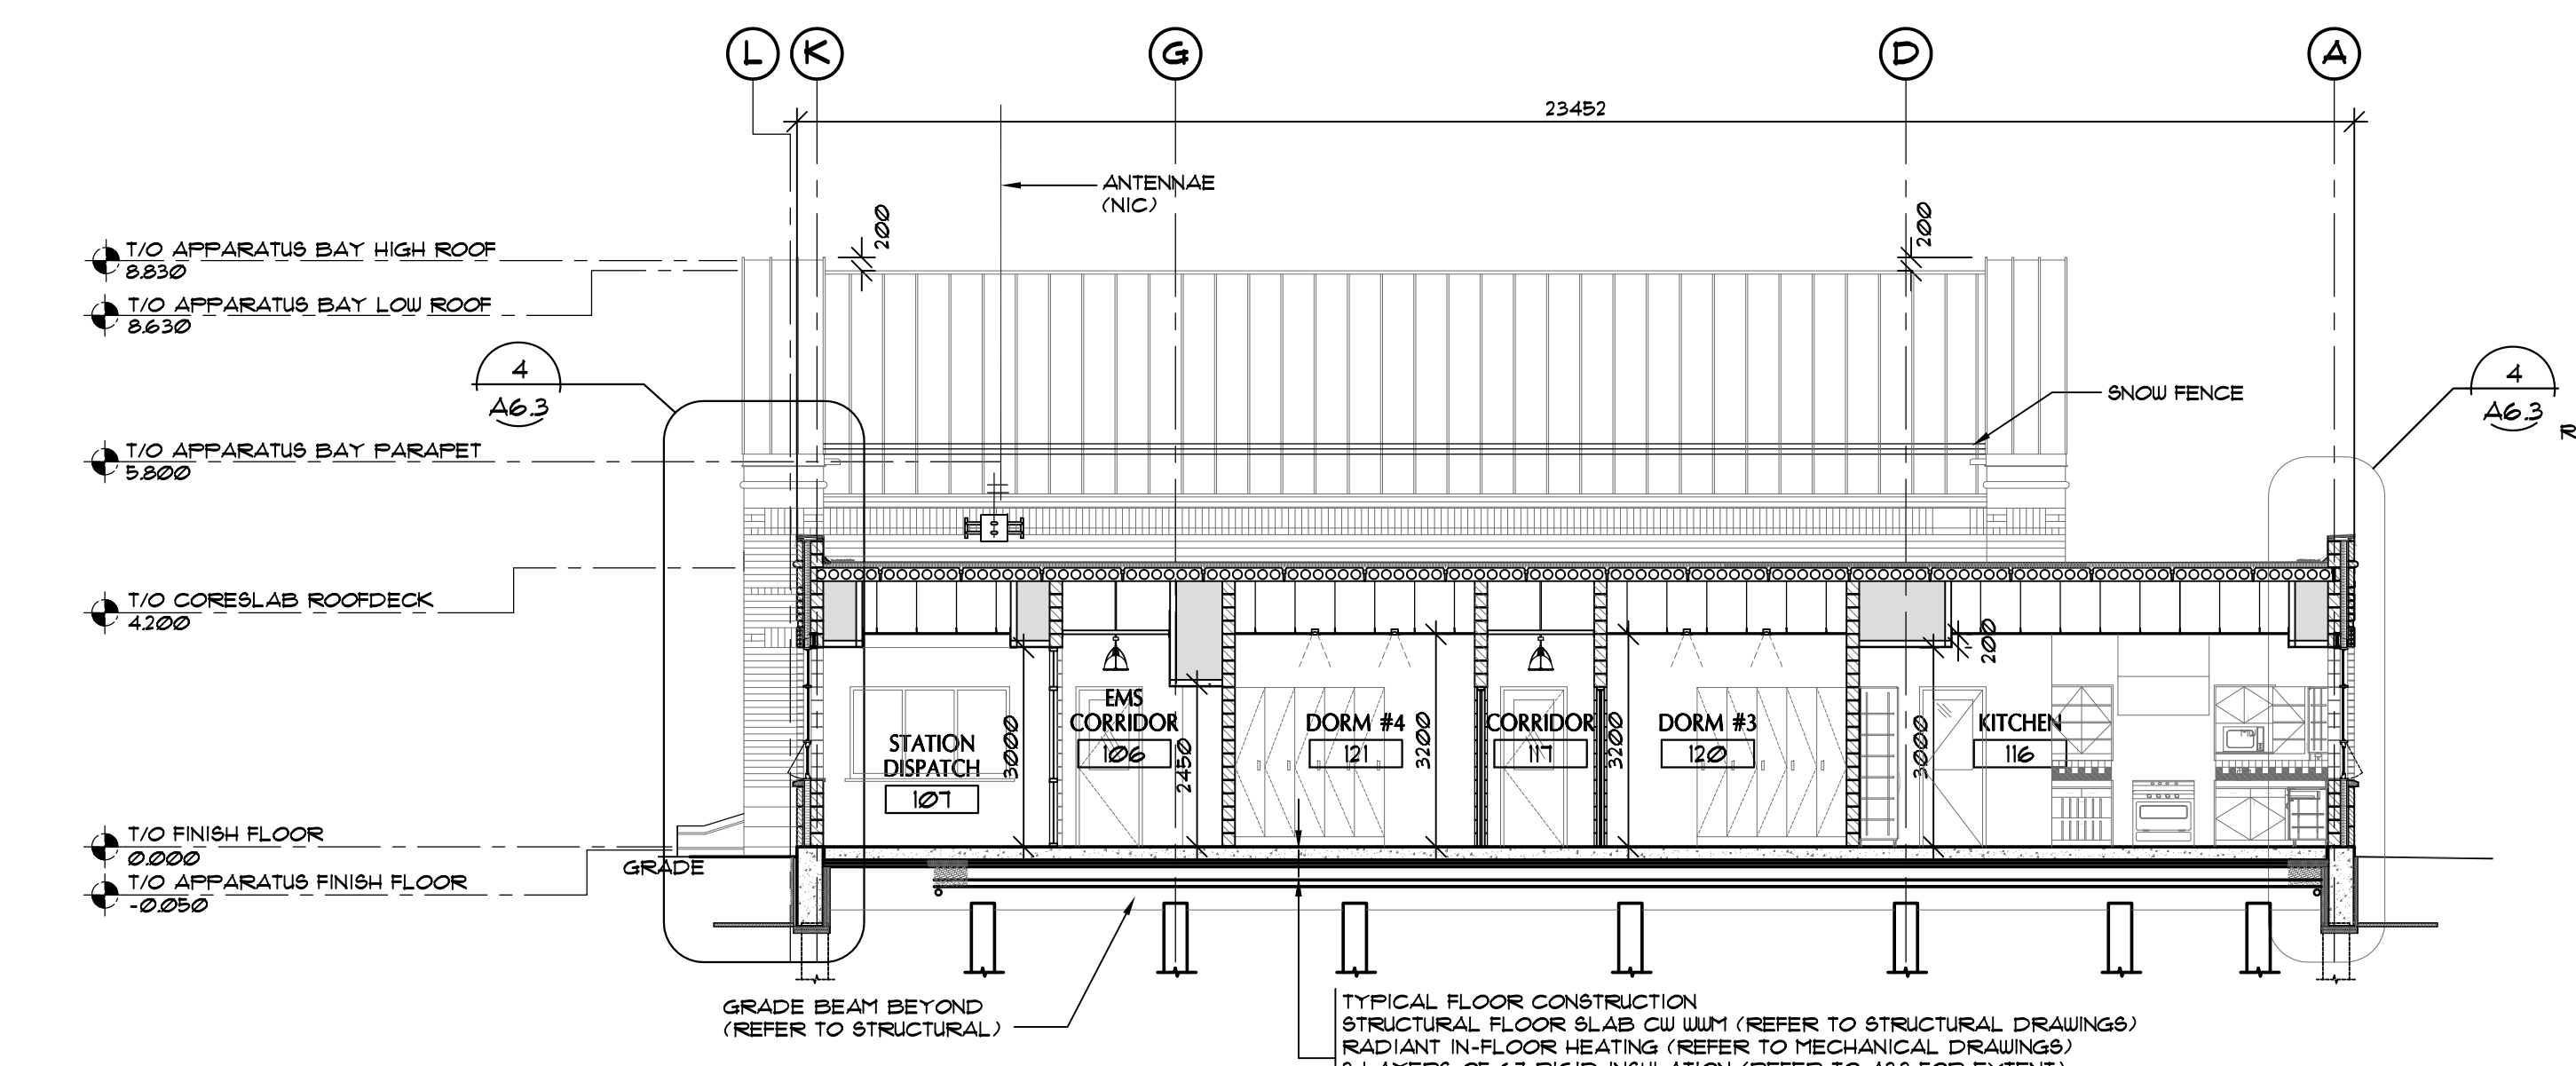 L K G D A
23452
ANTENNAE
(NIC)
200
200
T/O APPARATUS BAY HIGH ROOF
8.830
T/O APPARATUS BAY LOW ROOF
8.630
4
A6.3
4
A6.3
SNOW FENCE
T/O APPARATUS BAY PARAPET
5.800
T/O CORESLAB ROOFDECK
4.200
200
EMS
CORRIDOR
106
STATION
DISPATCH
107
3000
2450
DORM #4
121
3200
CORRIDOR
117
3200
DORM #3
120
3000
KITCHEN
116
T/O FINISH FLOOR
0.000
GRADE
T/O APPARATUS FINISH FLOOR
-0.050
GRADE BEAM BEYOND
(REFER TO STRUCTURAL)
TYPICAL FLOOR CONSTRUCTION
STRUCTURAL FLOOR SLAB CW WWM (REFER TO STRUCTURAL DRAWINGS)
RADIANT IN-FLOOR HEATING (REFER TO MECHANICAL DRAWINGS)